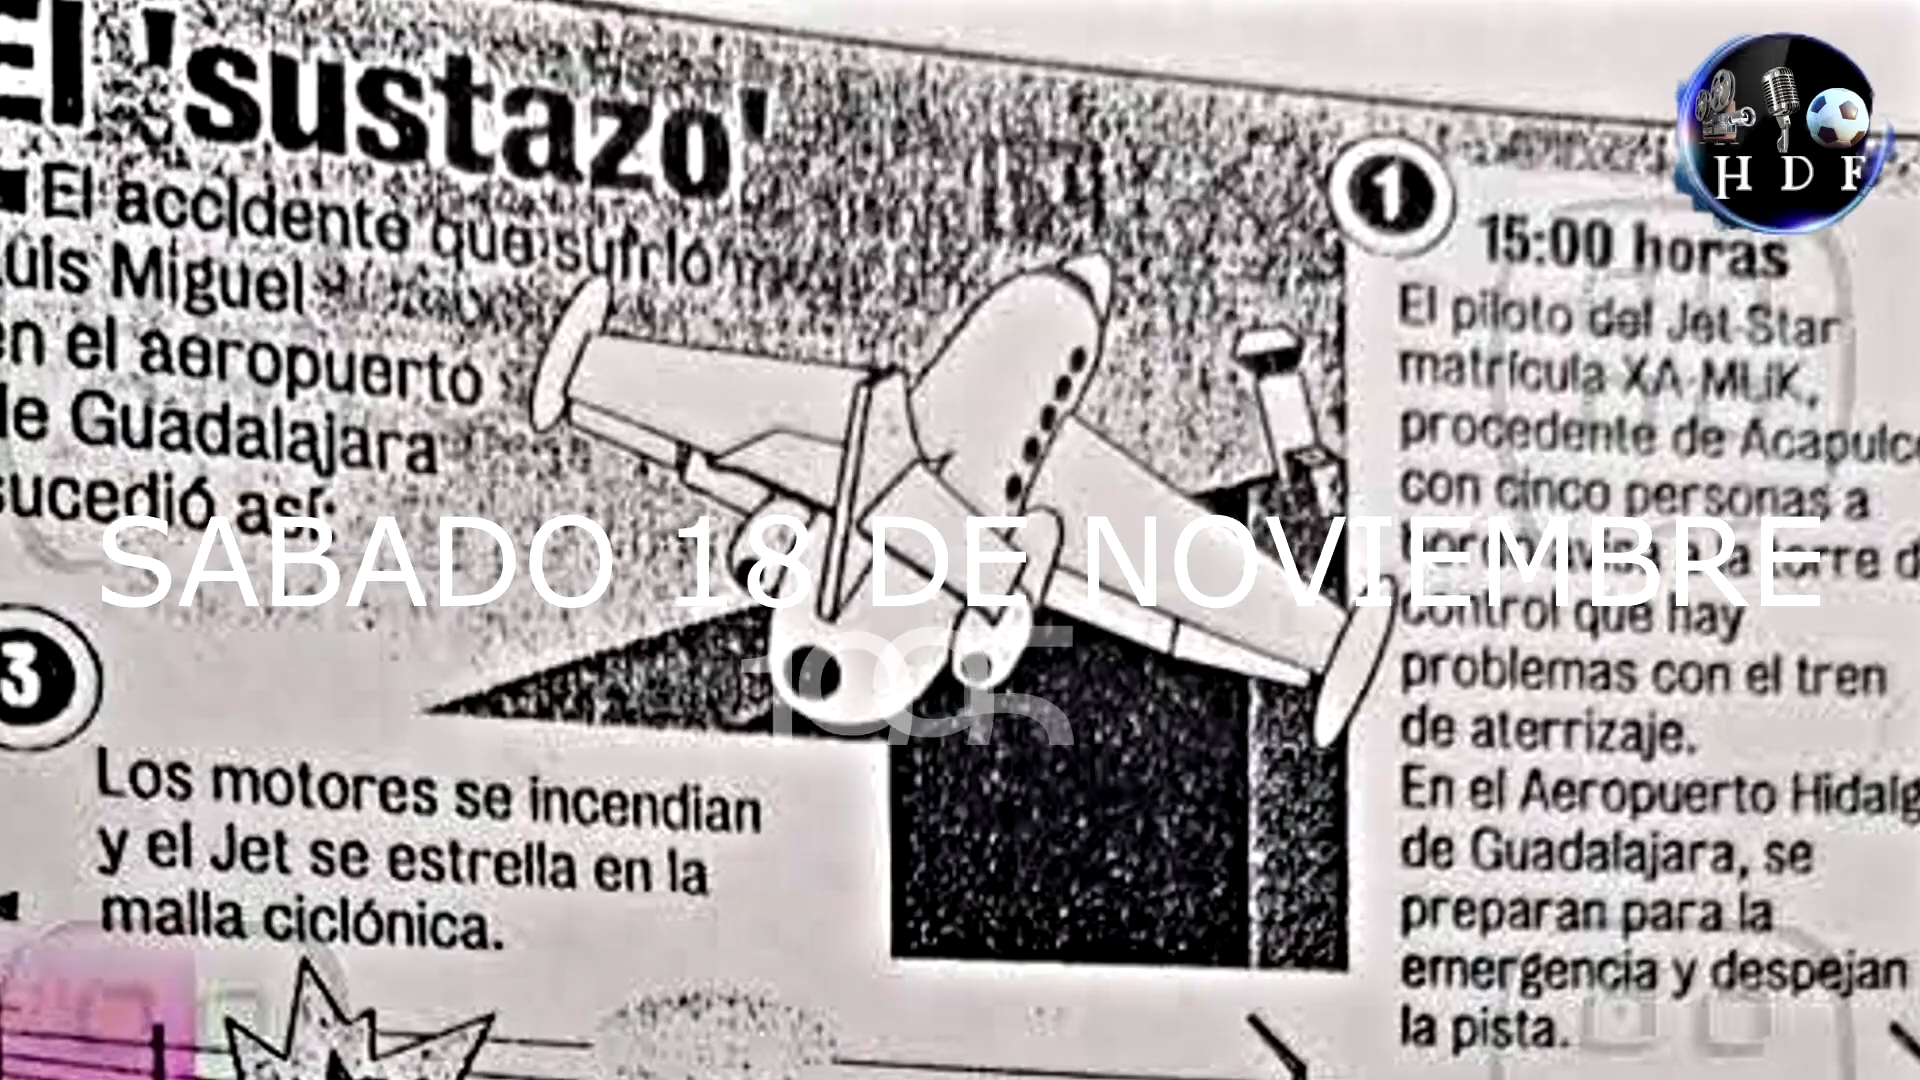 El 'sustazo'
El accidente que sufrió
Luis Miguel
en el aeropuerto
de Guadalajara
sucedió así:
1
15:00 horas
El piloto del Jet Star
matrícula XA-MUK,
procedente de Acapulco
con cinco personas a
torre d
control que hay
problemas con el tren
de aterrizaje.
En el Aeropuerto Hidalg
de Guadalajara, se
preparan para la
emergencia y despejan
la pista.
3
Los motores se incendian
y el Jet se estrella en la
malla ciclónica.
SABADO 18 DE NOVIEMBRE
1995
H D F